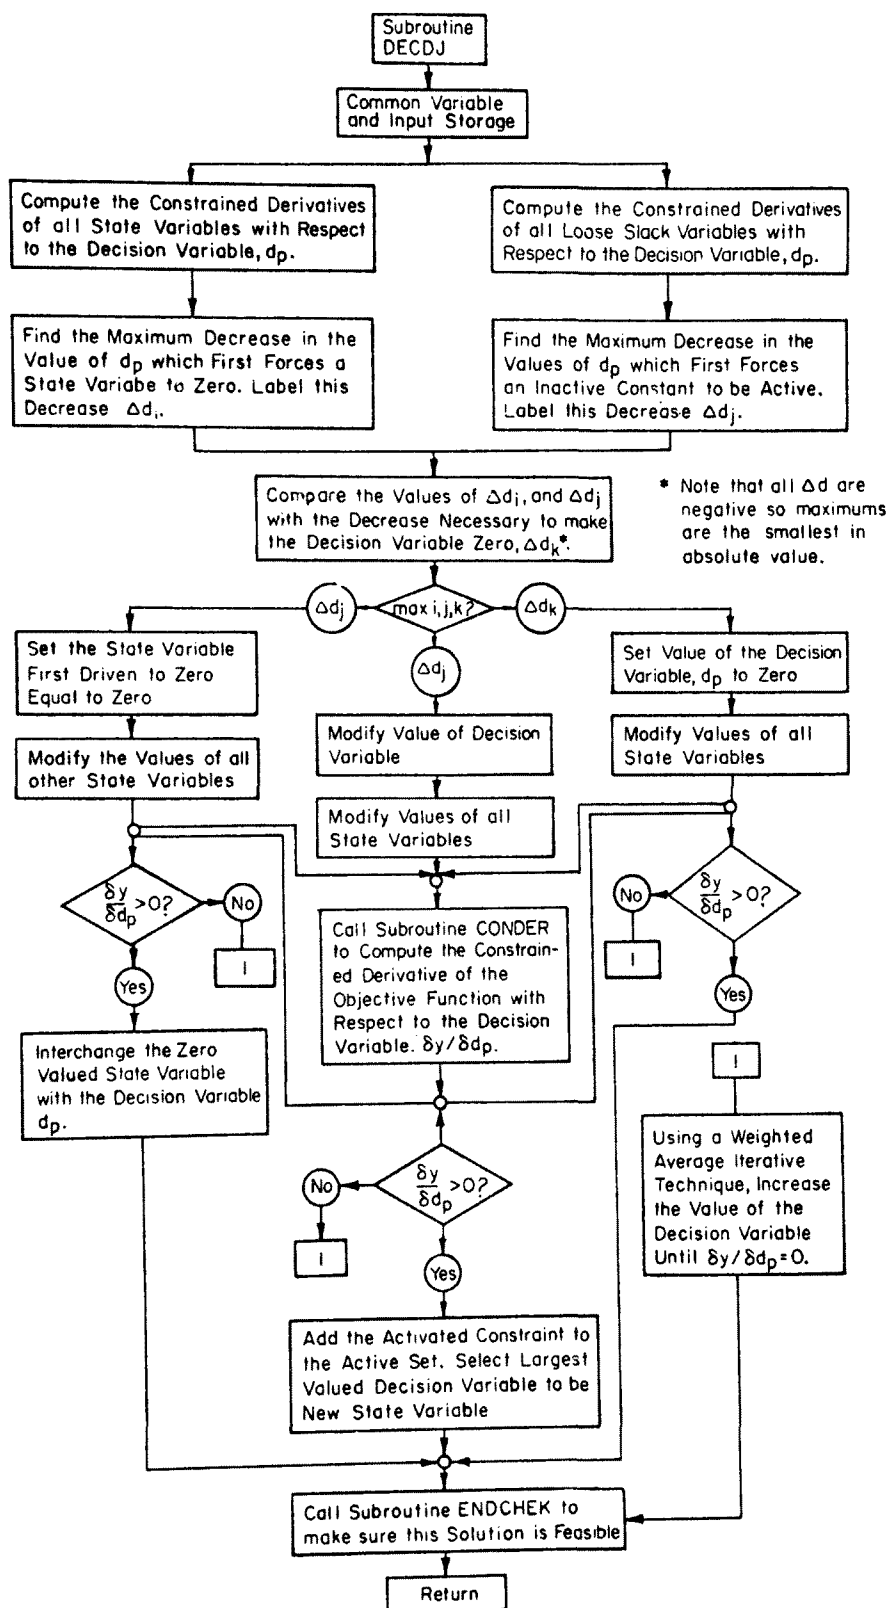 Subroutine
DECDJ
Common Variable
and Input Storage
Compute the Constrained Derivatives
of all State Variables with Respect
to the Decision Variable, dp.
Compute the Constrained Derivatives
of all Loose Slack Variables with
Respect to the Decision Variable, dp.
Find the Maximum Decrease in the
Value of dp which First Forces a
State Variabe to Zero. Label this
Decrease Δdi.
Find the Maximum Decrease in the
Values of dp which First Forces
an Inactive Constant to be Active.
Label this Decrease Δdj.
Compare the Values of Δdi, and Δdj
with the Decrease Necessary to make
the Decision Variable Zero, Δdk*.
* Note that all Δd are
negative so maximums
are the smallest in
absolute value.
Δdj
max i,j,k?
Δdk
Δdj
Set the State Variable
First Driven to Zero
Equal to Zero
Set Value of the Decision
Variable, dp to Zero
Modify Value of Decision
Variable
Modify the Values of all
other State Variables
Modify Values of all
State Variables
Modify Values of all
State Variables
δy/δdp >0?
No
I
Yes
Call Subroutine CONDER
to Compute the Constrain-
ed Derivative of the
Objective Function with
Respect to the Decision
Variable. δy/δdp.
No
δy/δdp >0?
I
Yes
Interchange the Zero
Valued State Variable
with the Decision Variable
dp.
I
Using a Weighted
Average Iterative
Technique, Increase
the Value of the
Decision Variable
Until δy/δdp=0.
No
δy/δdp >0?
I
Yes
Add the Activated Constraint to
the Active Set. Select Largest
Valued Decision Variable to be
New State Variable
Call Subroutine ENDCHEK to
make sure this Solution is Feasible
Return